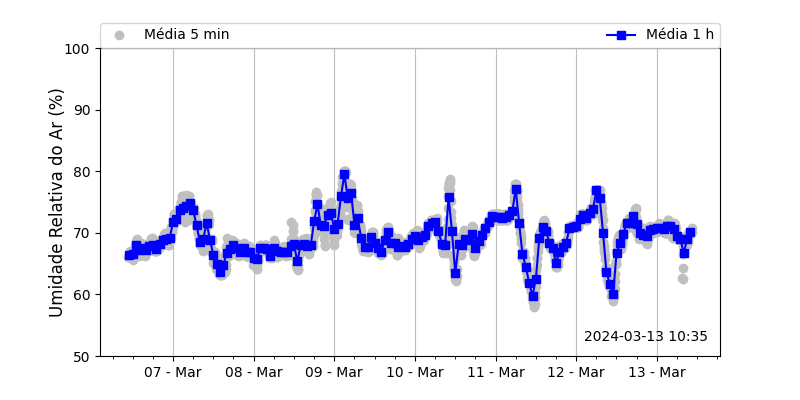 Média 5 min
Média 1 h
Umidade Relativa do Ar (%)
100
90
80
70
60
50
2024-03-13 10:35
07 - Mar
08 - Mar
09 - Mar
10 - Mar
11 - Mar
12 - Mar
13 - Mar